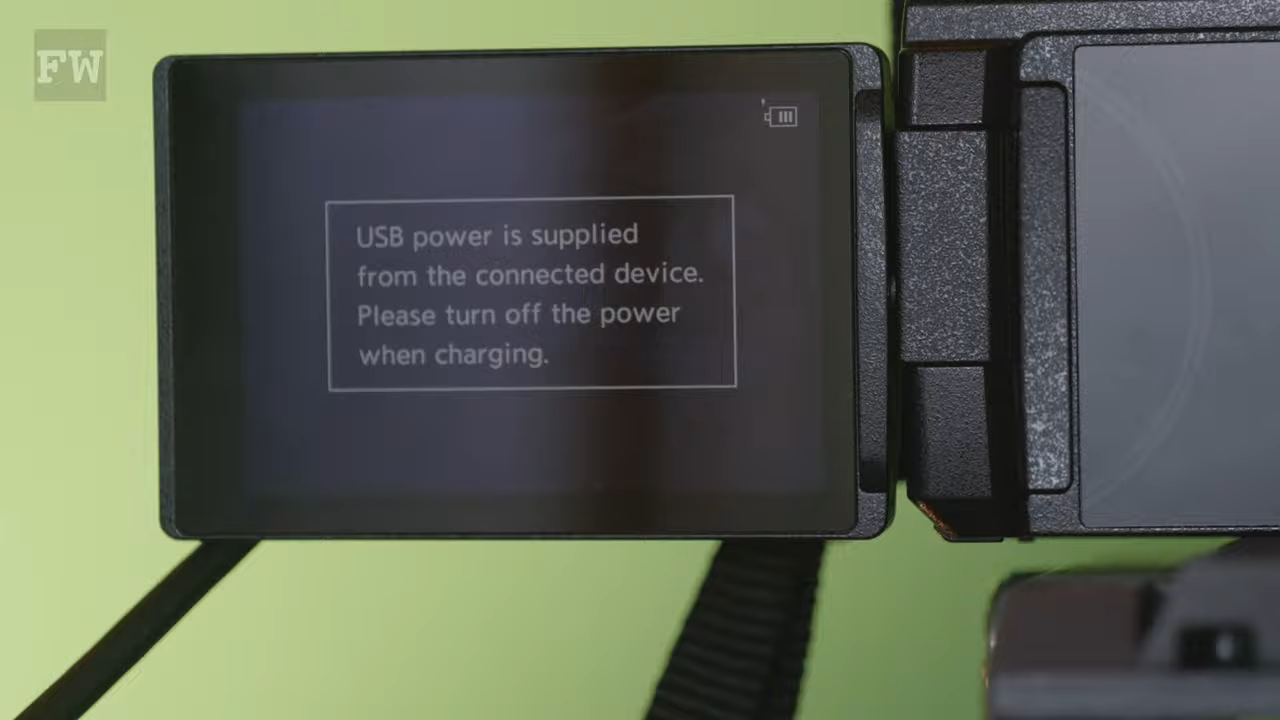 FW
USB power is supplied
from the connected device.
Please turn off the power
when charging.